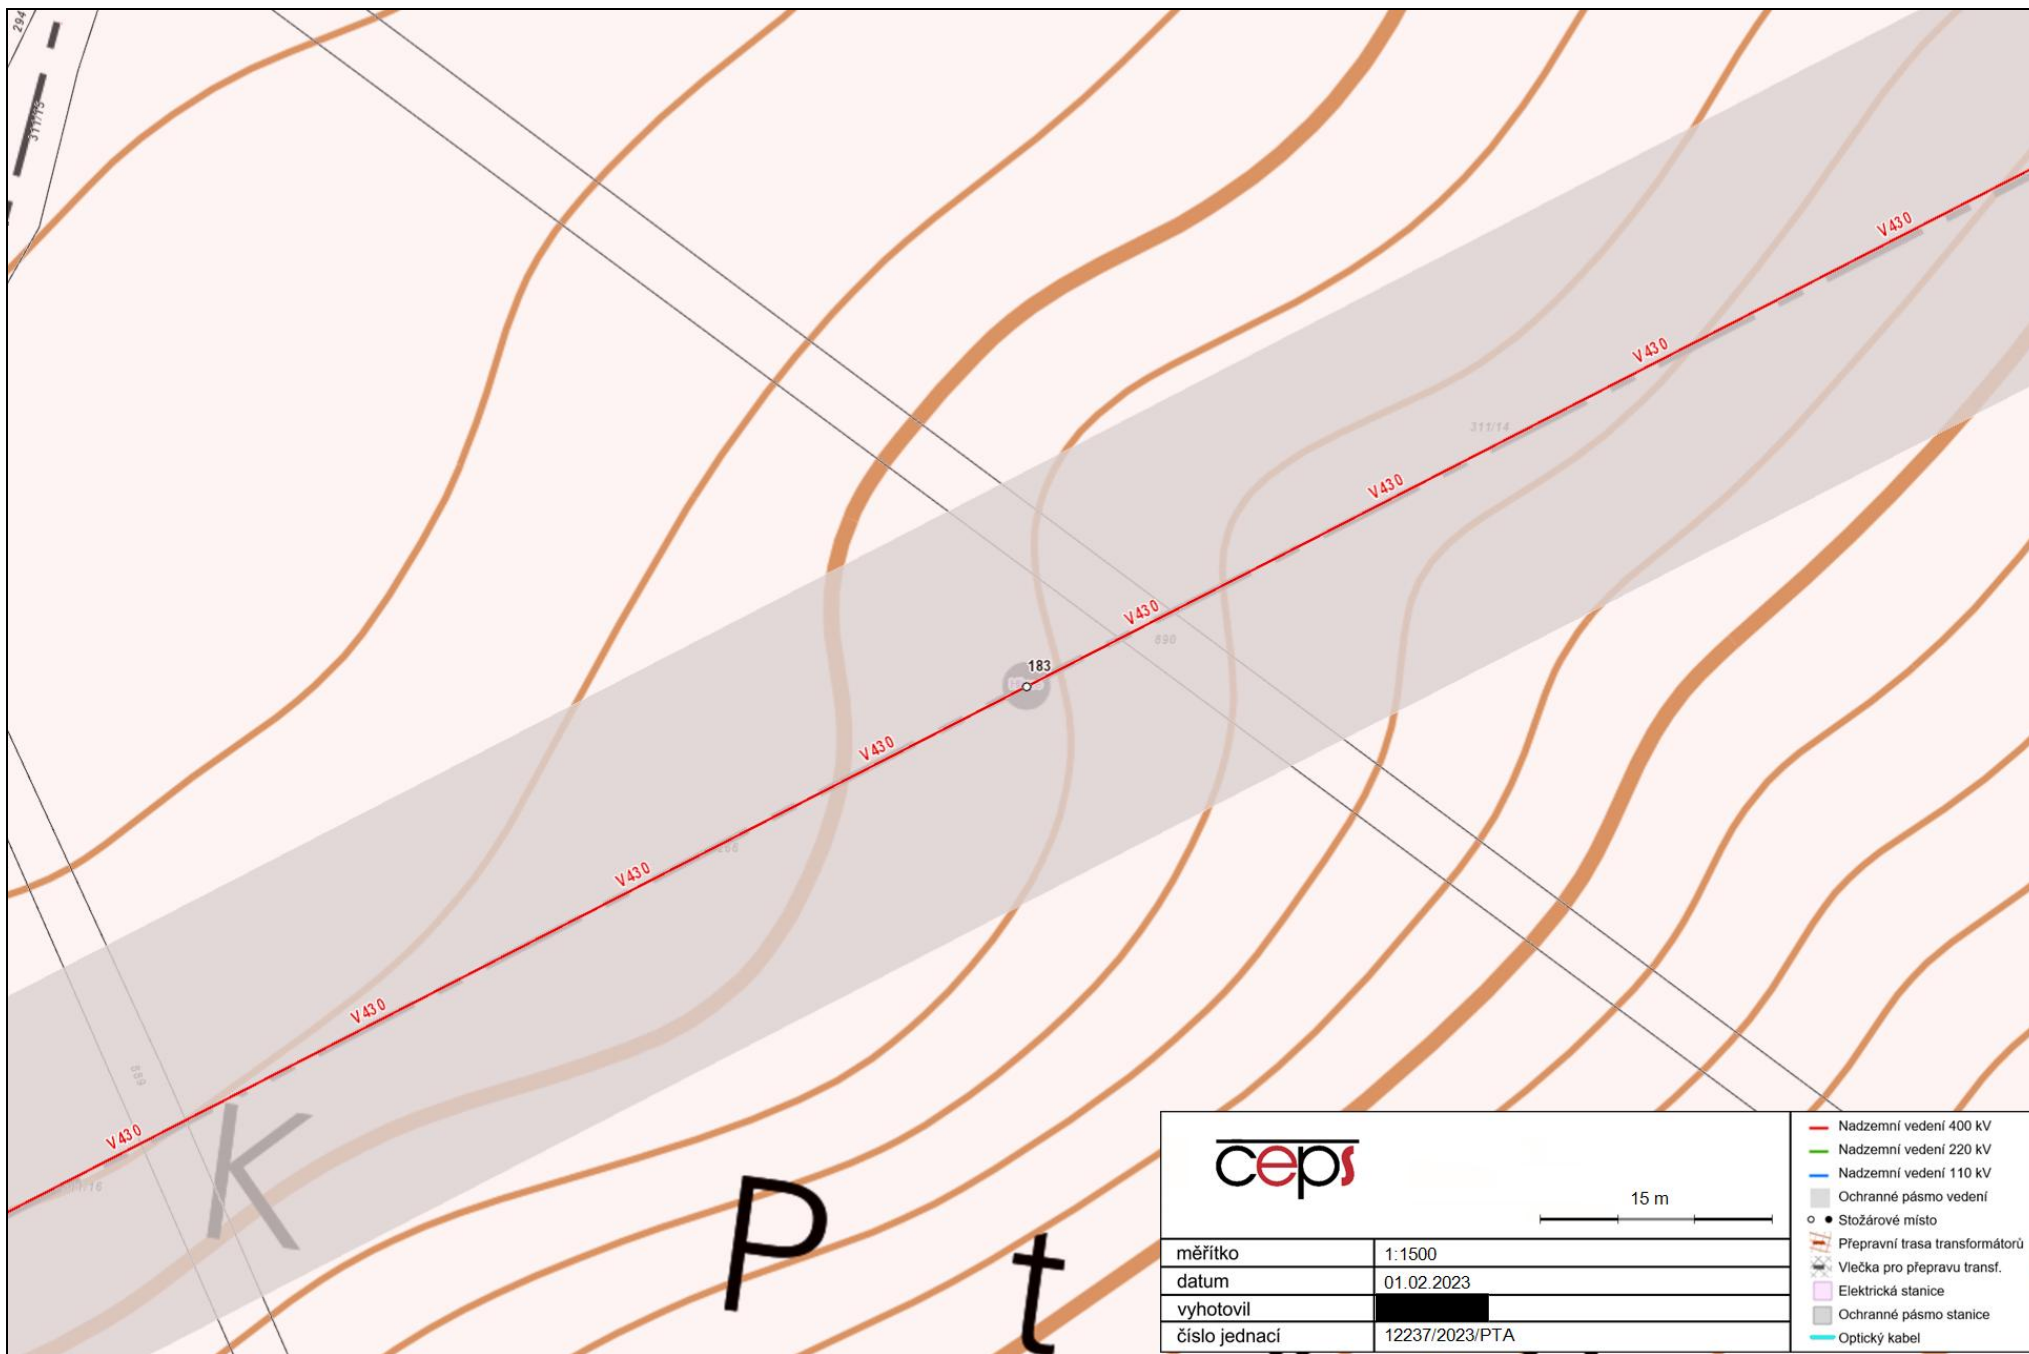 294
311/15
V430
V430
311/14
V430
V430
890
183
V430
V430
V430
889
V430
K
P
t
ceps
15 m
měřítko 1:1500
datum 01.02.2023
vyhotovil
číslo jednací 12237/2023/PTA
Nadzemní vedení 400 kV
Nadzemní vedení 220 kV
Nadzemní vedení 110 kV
Ochranné pásmo vedení
Stožárové místo
Přepravní trasa transformátorů
Vlečka pro přepravu transf.
Elektrická stanice
Ochranné pásmo stanice
Optický kabel